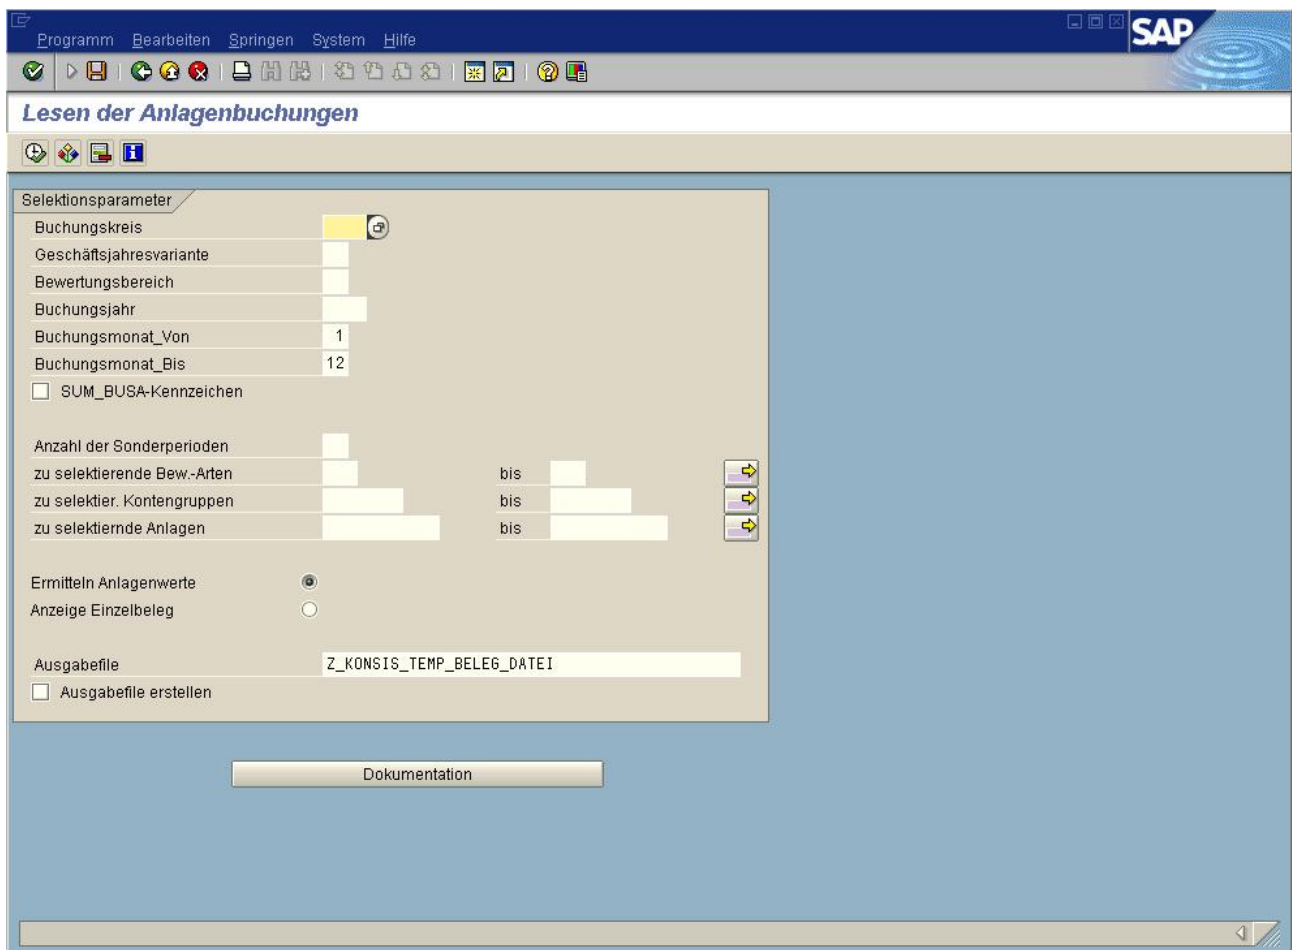 Programm Bearbeiten Springen System Hilfe
SAP
Lesen der Anlagenbuchungen
Selektionsparameter
Buchungskreis
Geschäftsjahresvariante
Bewertungsbereich
Buchungsjahr
Buchungsmonat_Von 1
Buchungsmonat_Bis 12
SUM_BUSA-Kennzeichen
Anzahl der Sonderperioden
zu selektierende Bew.-Arten bis
zu selektier. Kontengruppen bis
zu selektiernde Anlagen bis
Ermitteln Anlagenwerte
Anzeige Einzelbeleg
Ausgabefile Z_KONSIS_TEMP_BELEG_DATEI
Ausgabefile erstellen
Dokumentation